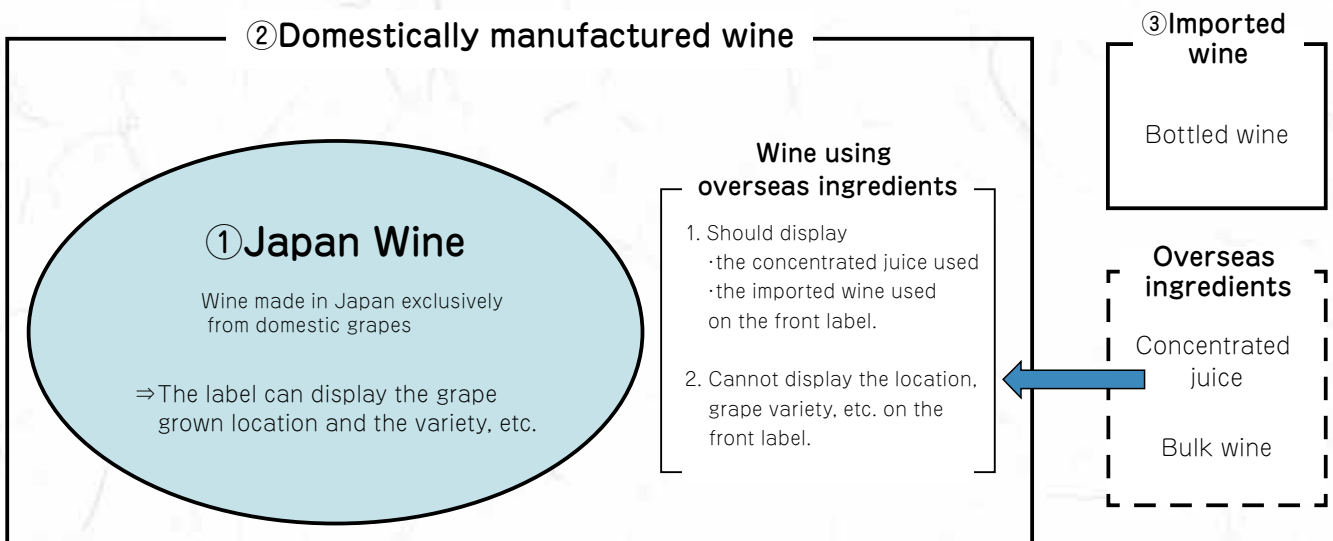 ②Domestically manufactured wine
①Japan Wine
Wine made in Japan exclusively
from domestic grapes
⇒The label can display the grape
grown location and the variety, etc.
Wine using
overseas ingredients
1. Should display
・the concentrated juice used
・the imported wine used
on the front label.
2. Cannot display the location,
grape variety, etc. on the
front label.
③Imported
wine
Bottled wine
Overseas
ingredients
Concentrated
juice
Bulk wine